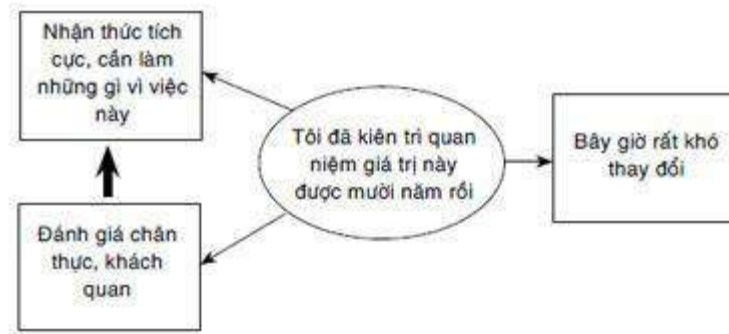 Nhận thức tích
cực, cần làm
những gì vì việc
này
Tôi đã kiên trì quan
niệm giá trị này
được mười năm rồi
Bây giờ rất khó
thay đổi
Đánh giá chân
thực, khách
quan